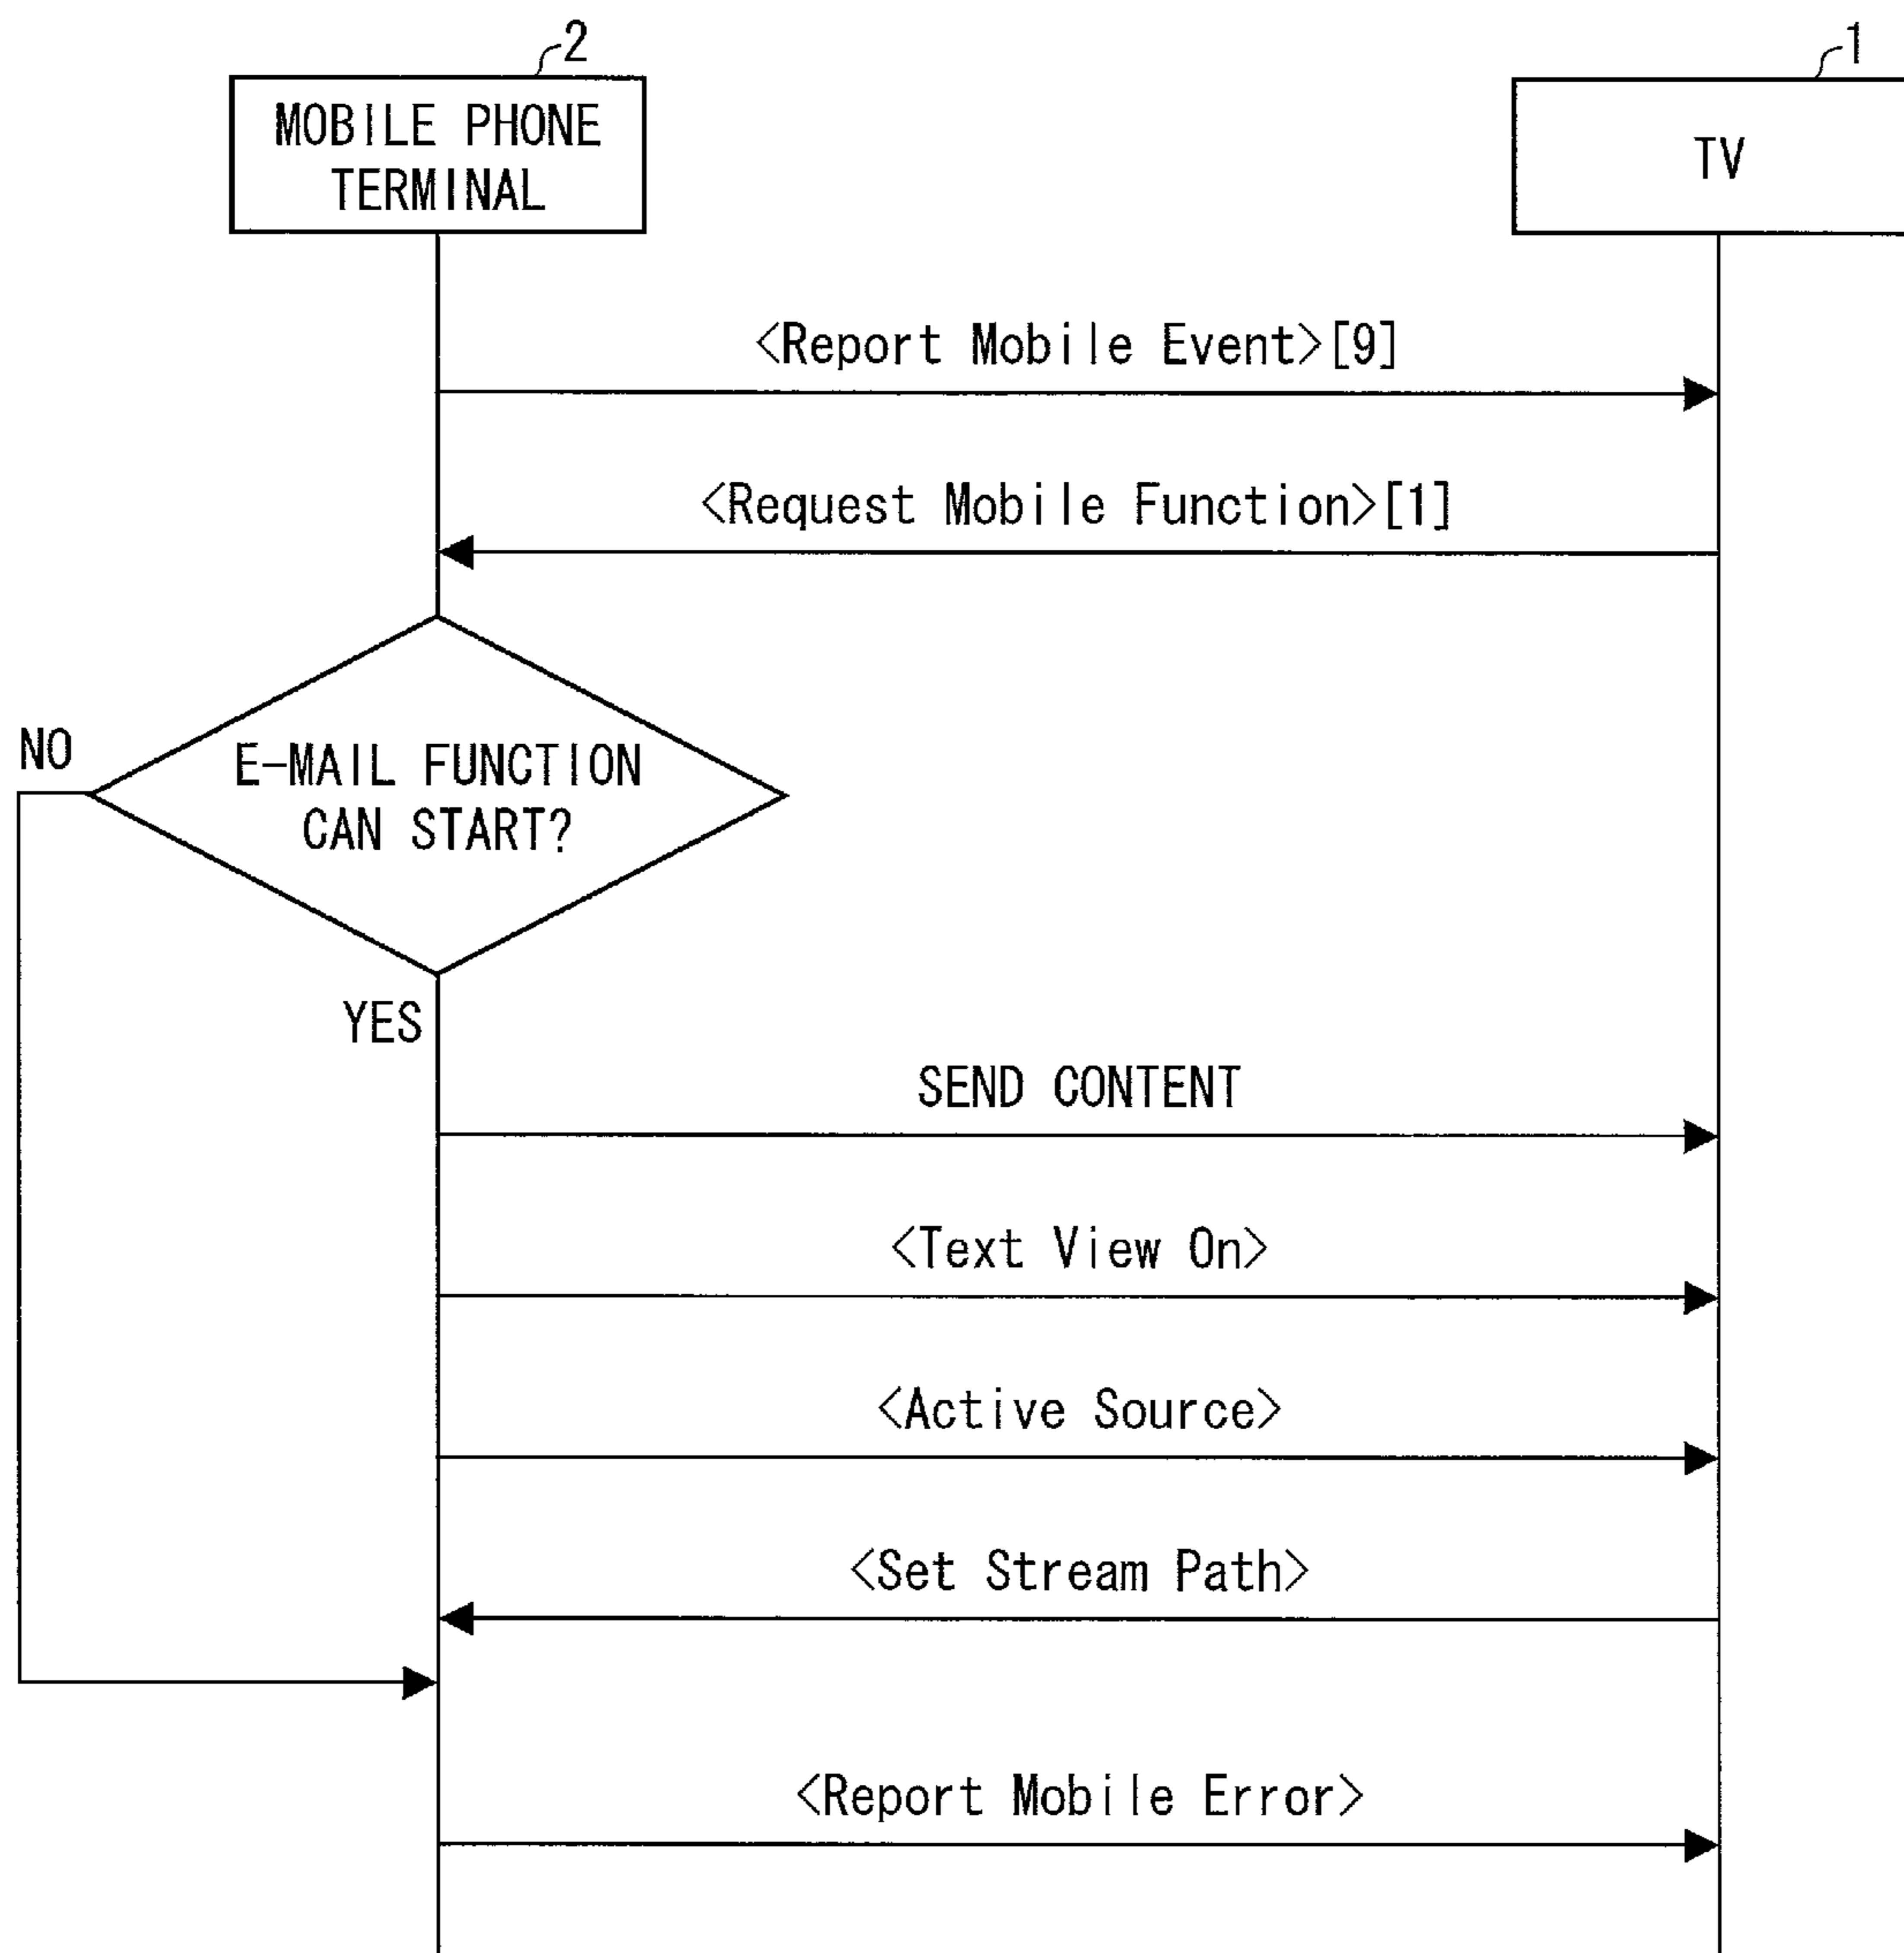 2
1
MOBILE PHONE
TERMINAL
TV
<Report Mobile Event>[9]
<Request Mobile Function>[1]
NO
E-MAIL FUNCTION
CAN START?
YES
SEND CONTENT
<Text View On>
<Active Source>
<Set Stream Path>
<Report Mobile Error>